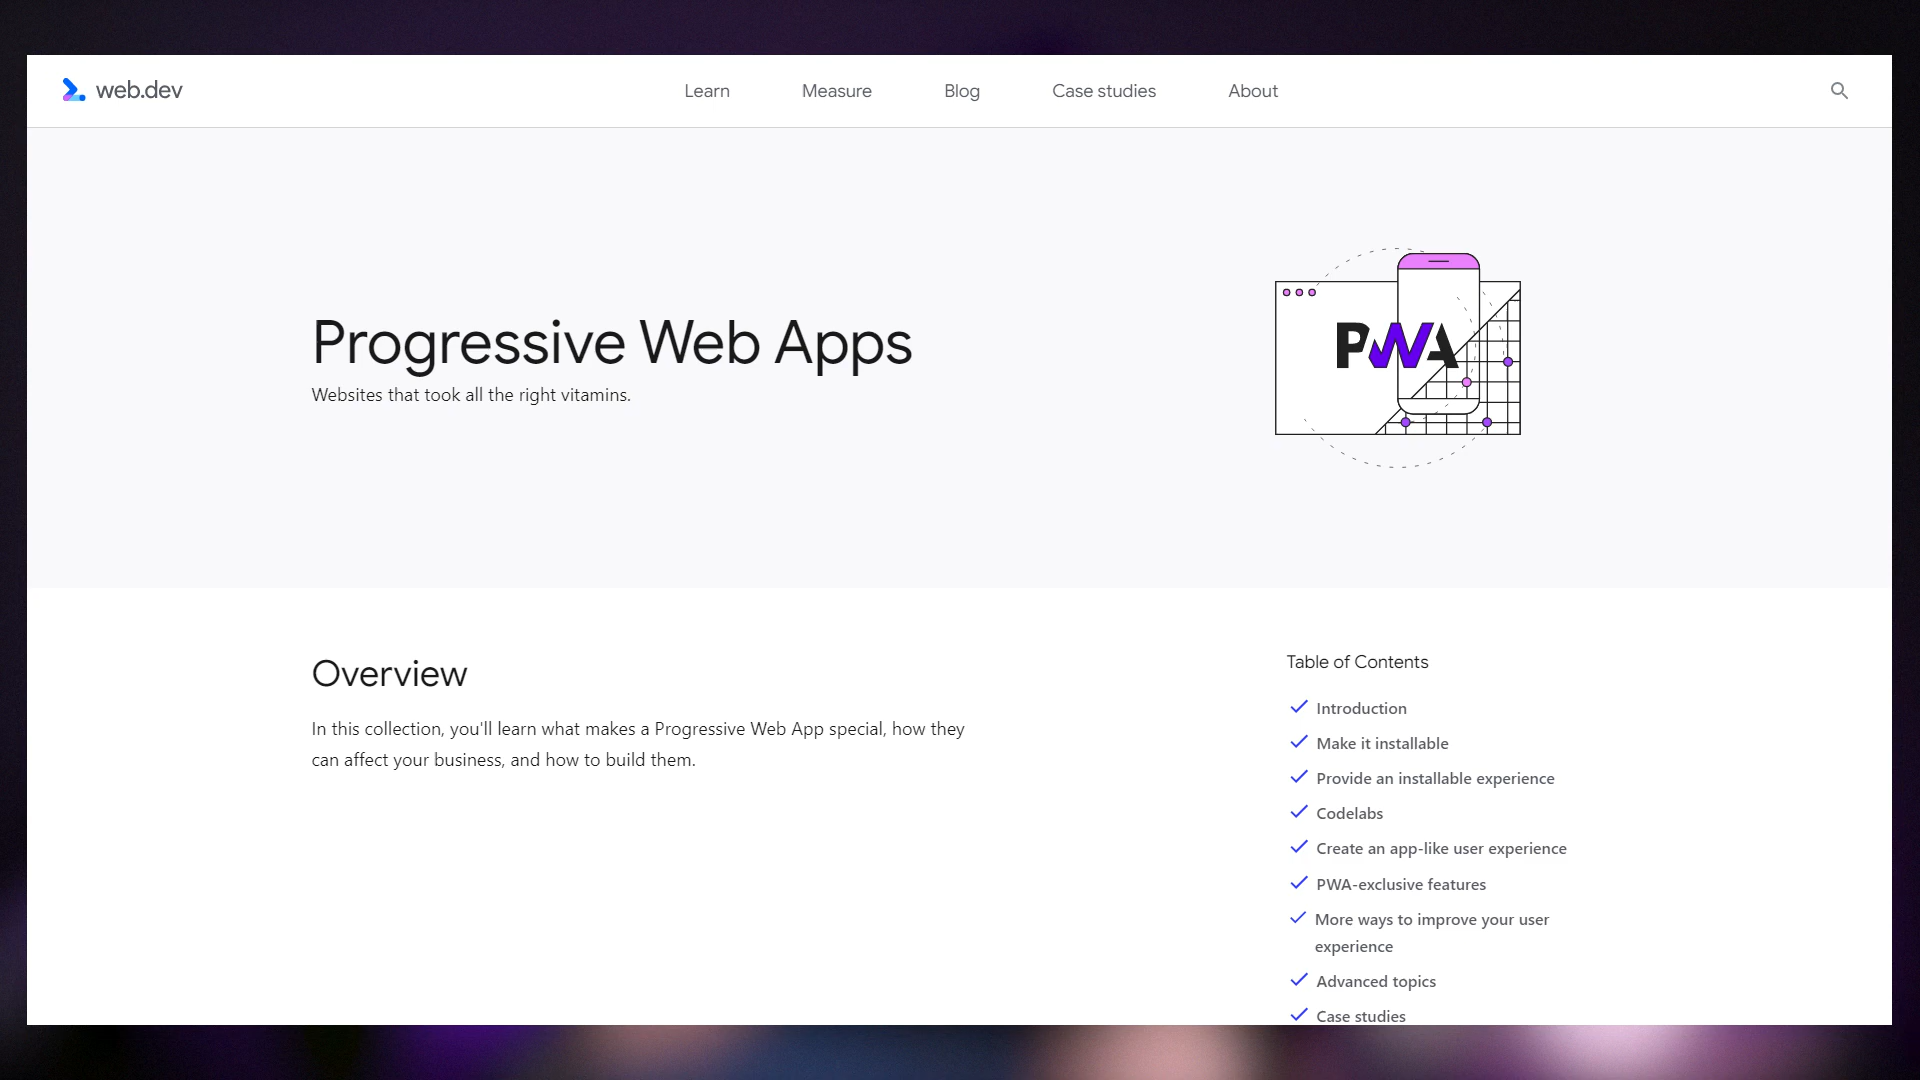 web.dev
Learn
Measure
Blog
Case studies
About
Progressive Web Apps
Websites that took all the right vitamins.
PWA
Overview
In this collection, you'll learn what makes a Progressive Web App special, how they
can affect your business, and how to build them.
Table of Contents
Introduction
Make it installable
Provide an installable experience
Codelabs
Create an app-like user experience
PWA-exclusive features
More ways to improve your user
experience
Advanced topics
Case studies